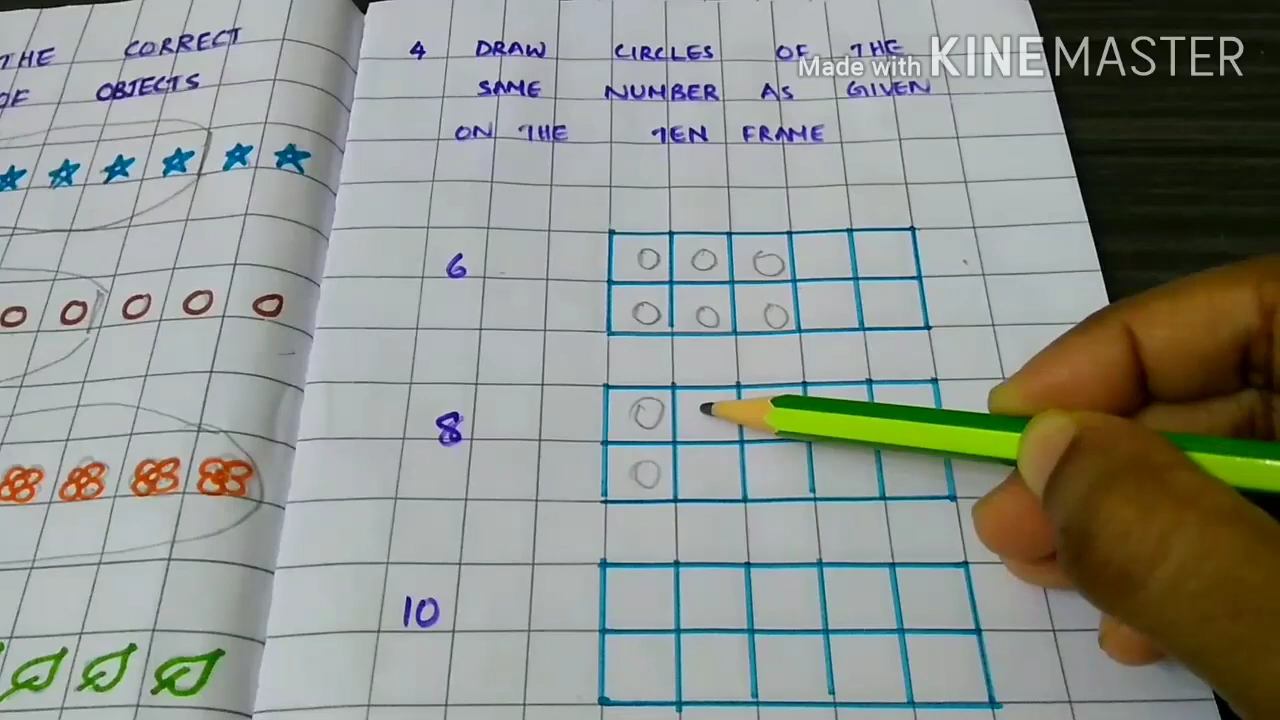 THE CORRECT
OF OBJECTS
4 DRAW CIRCLES OF THE
SAME NUMBER AS GIVEN
ON THE TEN FRAME
Made with KINEMASTER
6
8
10